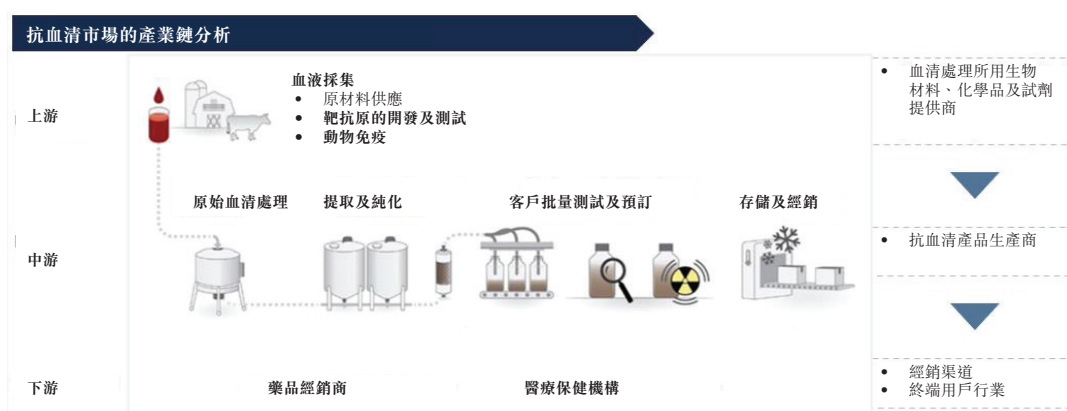 抗血清市場的產業鏈分析
上游
血液採集
• 原材料供應
• 靶抗原的開發及測試
• 動物免疫
• 血清處理所用生物
材料、化學品及試劑
提供商
中游
原始血清處理
提取及純化
客戶批量測試及預訂
存儲及經銷
• 抗血清產品生產商
下游
藥品經銷商
醫療保健機構
• 經銷渠道
• 終端用戶行業